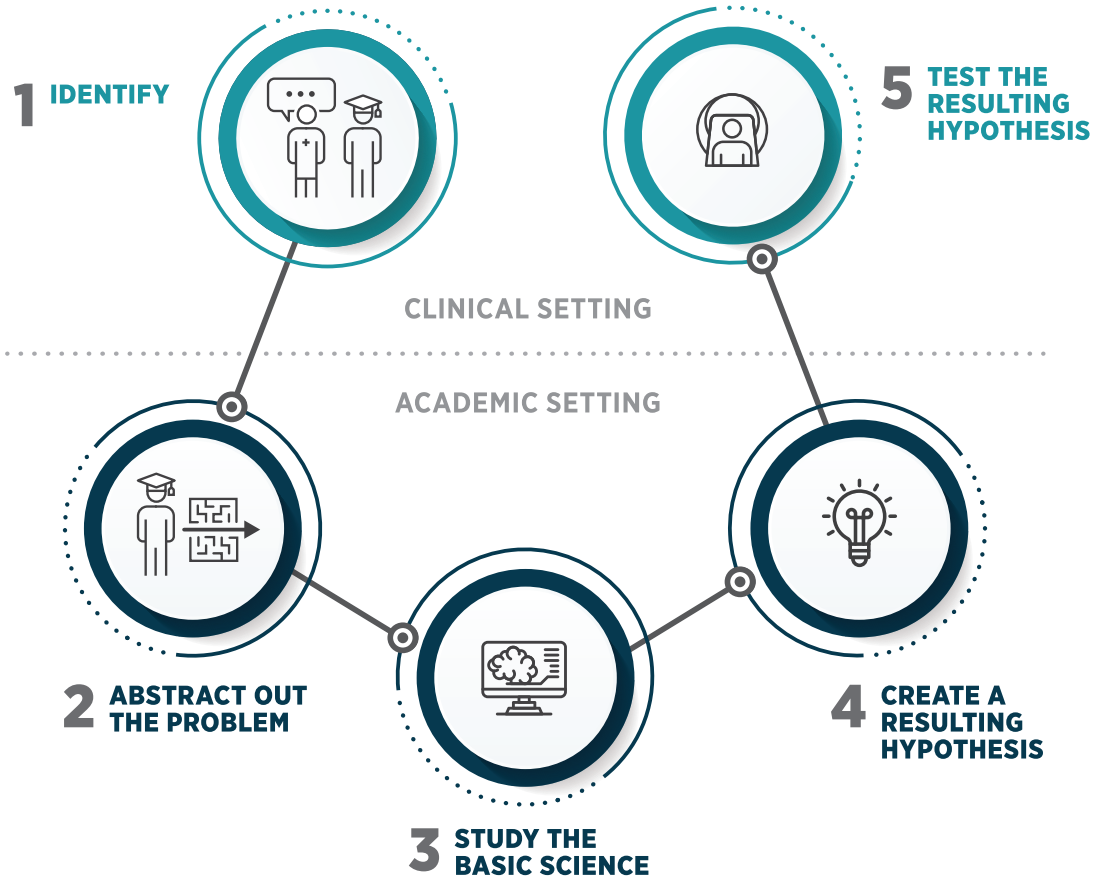 1 IDENTIFY
5 TEST THE
RESULTING
HYPOTHESIS
CLINICAL SETTING
ACADEMIC SETTING
2 ABSTRACT OUT
THE PROBLEM
3 STUDY THE
BASIC SCIENCE
4 CREATE A
RESULTING
HYPOTHESIS